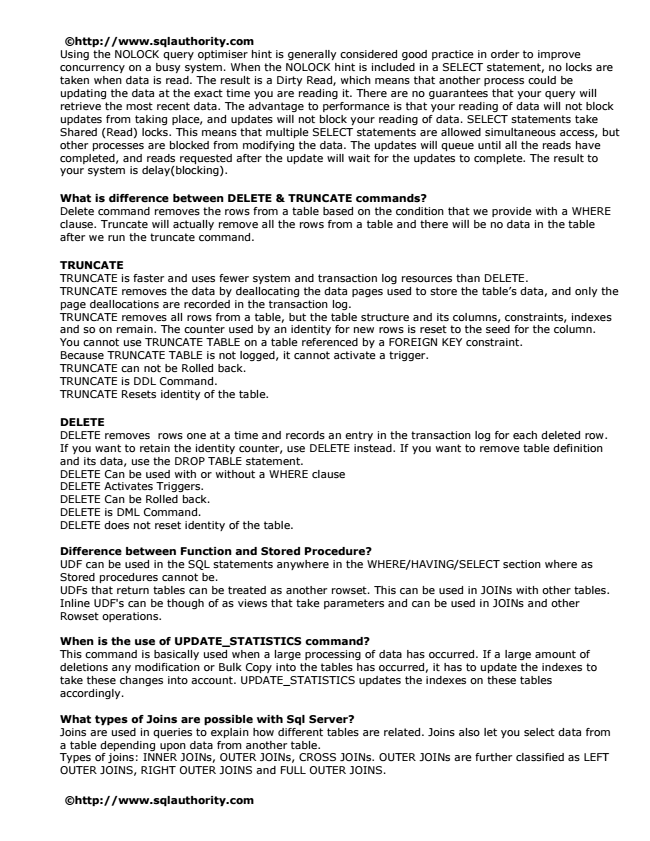 ©http://www.sqlauthority.com
Using the NOLOCK query optimiser hint is generally considered good practice in order to improve
concurrency on a busy system. When the NOLOCK hint is included in a SELECT statement, no locks are
taken when data is read. The result is a Dirty Read, which means that another process could be
updating the data at the exact time you are reading it. There are no guarantees that your query will
retrieve the most recent data. The advantage to performance is that your reading of data will not block
updates from taking place, and updates will not block your reading of data. SELECT statements take
Shared (Read) locks. This means that multiple SELECT statements are allowed simultaneous access, but
other processes are blocked from modifying the data. The updates will queue until all the reads have
completed, and reads requested after the update will wait for the updates to complete. The result to
your system is delay(blocking).
What is difference between DELETE & TRUNCATE commands?
Delete command removes the rows from a table based on the condition that we provide with a WHERE
clause. Truncate will actually remove all the rows from a table and there will be no data in the table
after we run the truncate command.
TRUNCATE
TRUNCATE is faster and uses fewer system and transaction log resources than DELETE.
TRUNCATE removes the data by deallocating the data pages used to store the table’s data, and only the
page deallocations are recorded in the transaction log.
TRUNCATE removes all rows from a table, but the table structure and its columns, constraints, indexes
and so on remain. The counter used by an identity for new rows is reset to the seed for the column.
You cannot use TRUNCATE TABLE on a table referenced by a FOREIGN KEY constraint.
Because TRUNCATE TABLE is not logged, it cannot activate a trigger.
TRUNCATE can not be Rolled back.
TRUNCATE is DDL Command.
TRUNCATE Resets identity of the table.
DELETE
DELETE removes  rows one at a time and records an entry in the transaction log for each deleted row.
If you want to retain the identity counter, use DELETE instead. If you want to remove table definition
and its data, use the DROP TABLE statement.
DELETE Can be used with or without a WHERE clause
DELETE Activates Triggers.
DELETE Can be Rolled back.
DELETE is DML Command.
DELETE does not reset identity of the table.
Difference between Function and Stored Procedure?
UDF can be used in the SQL statements anywhere in the WHERE/HAVING/SELECT section where as
Stored procedures cannot be.
UDFs that return tables can be treated as another rowset. This can be used in JOINs with other tables.
Inline UDF's can be though of as views that take parameters and can be used in JOINs and other
Rowset operations.
When is the use of UPDATE_STATISTICS command?
This command is basically used when a large processing of data has occurred. If a large amount of
deletions any modification or Bulk Copy into the tables has occurred, it has to update the indexes to
take these changes into account. UPDATE_STATISTICS updates the indexes on these tables
accordingly.
What types of Joins are possible with Sql Server?
Joins are used in queries to explain how different tables are related. Joins also let you select data from
a table depending upon data from another table.
Types of joins: INNER JOINs, OUTER JOINs, CROSS JOINs. OUTER JOINs are further classified as LEFT
OUTER JOINS, RIGHT OUTER JOINS and FULL OUTER JOINS.
©http://www.sqlauthority.com